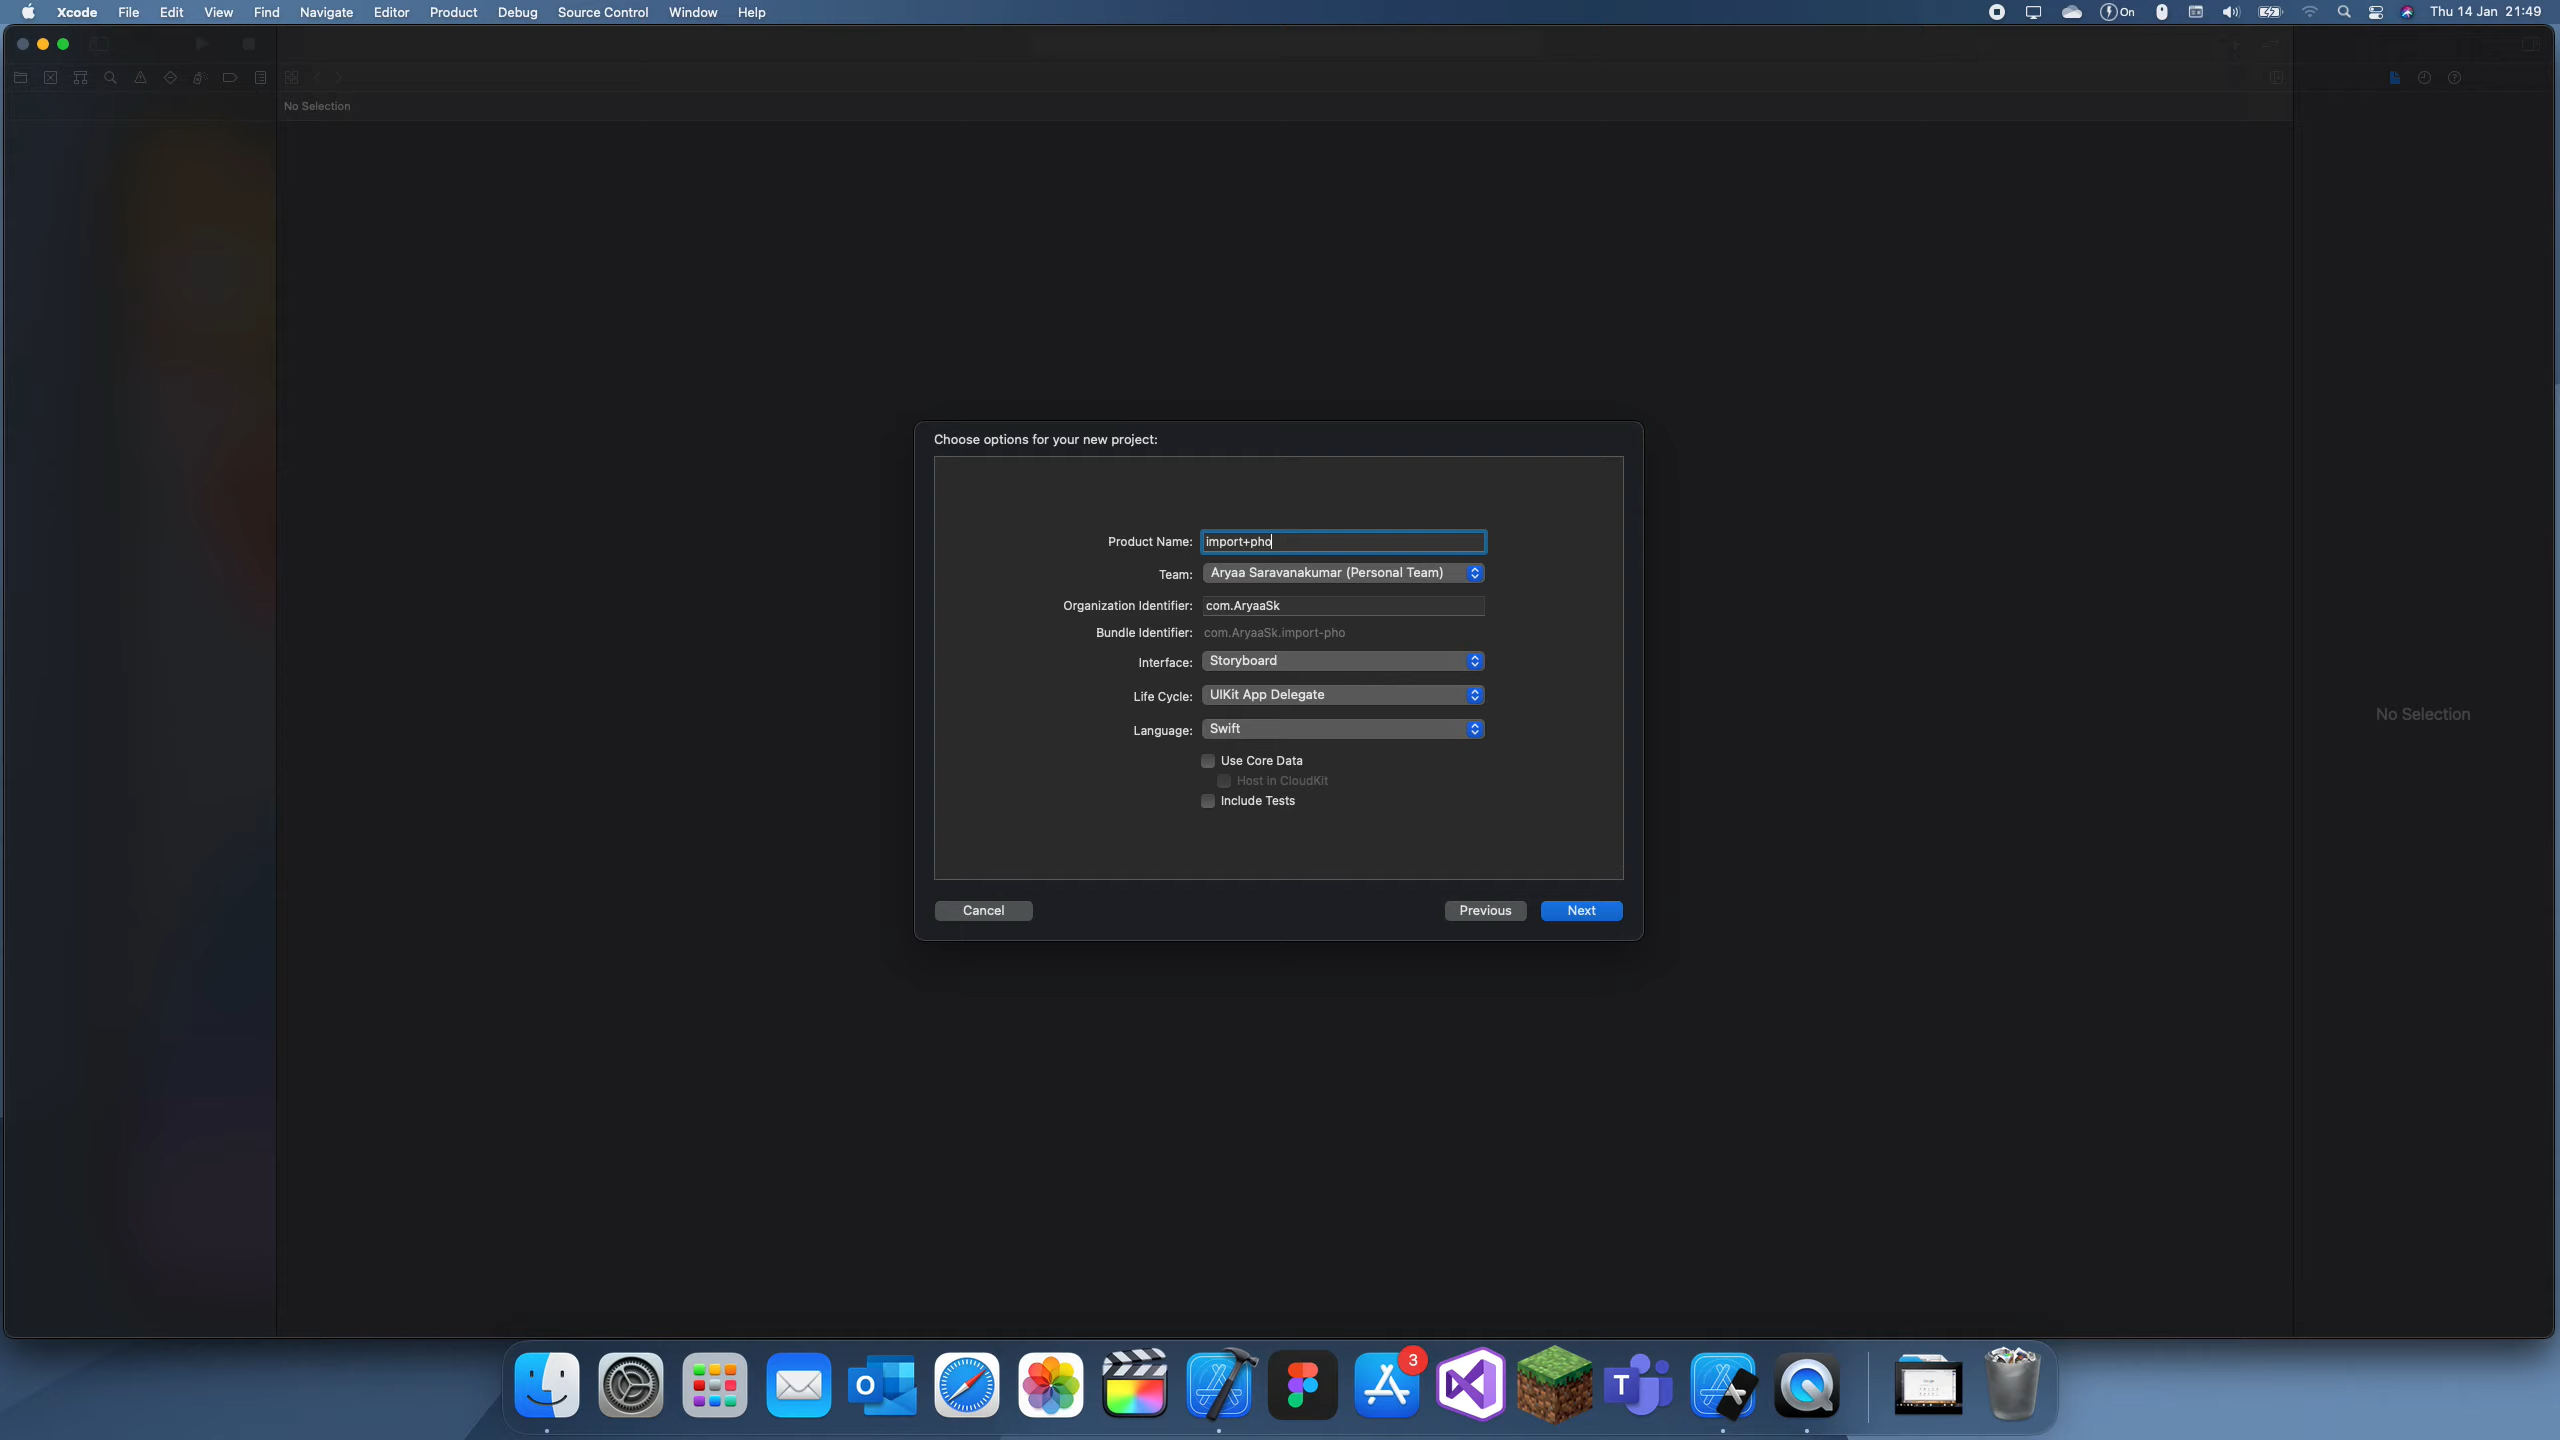 Xcode File Edit View Find Navigate Editor Product Debug Source Control Window Help
On Thu 14 Jan 21:49
No Selection
Choose options for your new project:
Product Name: import+pho
Team: Aryaa Saravanakumar (Personal Team)
Organization Identifier: com.AryaaSk
Bundle Identifier: com.AryaaSk.import-pho
Interface: Storyboard
Life Cycle: UIKit App Delegate
No Selection
Language: Swift
Use Core Data
Host in CloudKit
Include Tests
Cancel Previous Next
3